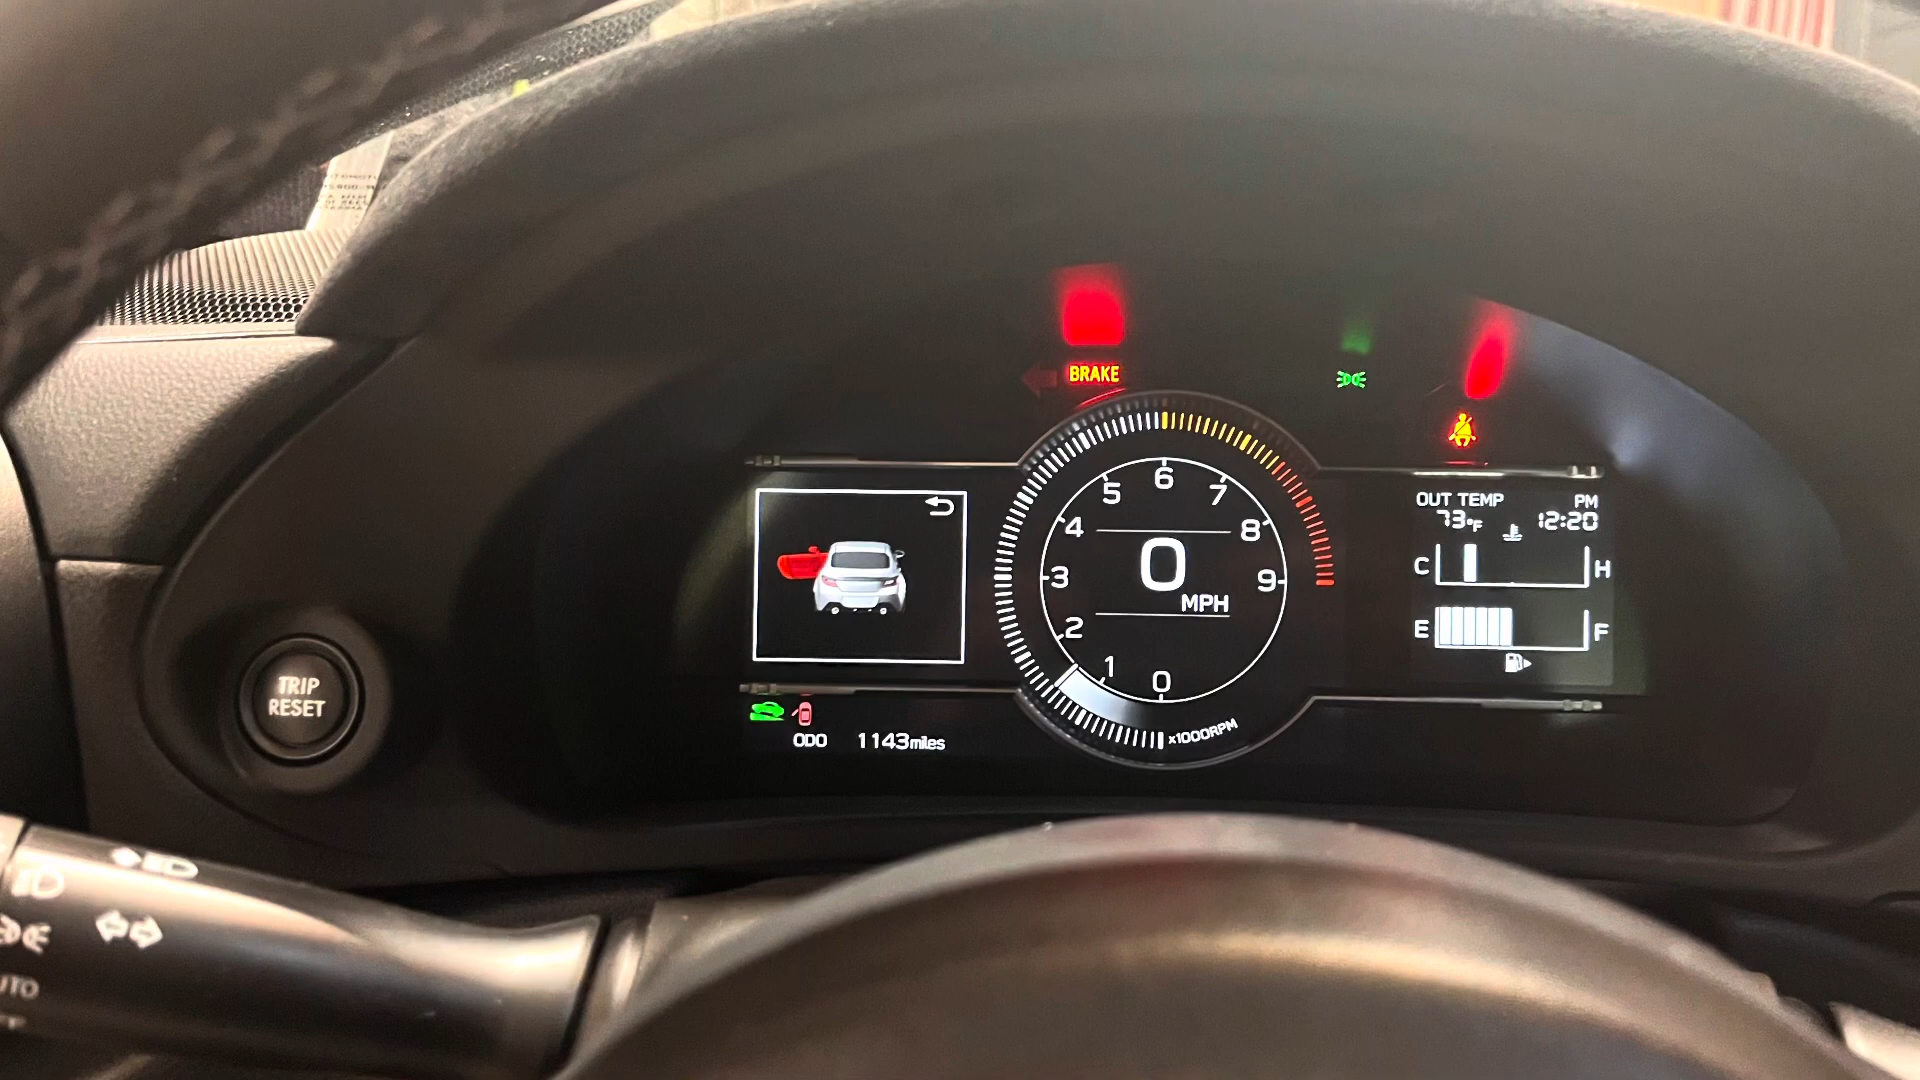 BRAKE
OUT TEMP
PM
73°F
12:20
C
H
E
F
5
6
7
4
8
3
9
2
1
0
0
MPH
x1000RPM
ODO
1143miles
TRIP
RESET